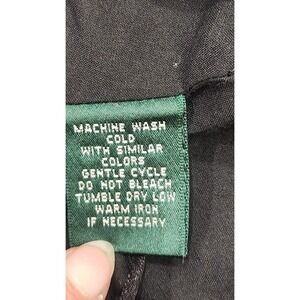 MACHINE WASH
COLD
WITH SIMILAR
COLORS
GENTLE CYCLE
DO NOT BLEACH
TUMBLE DRY LOW
WARM IRON
IF NECESSARY